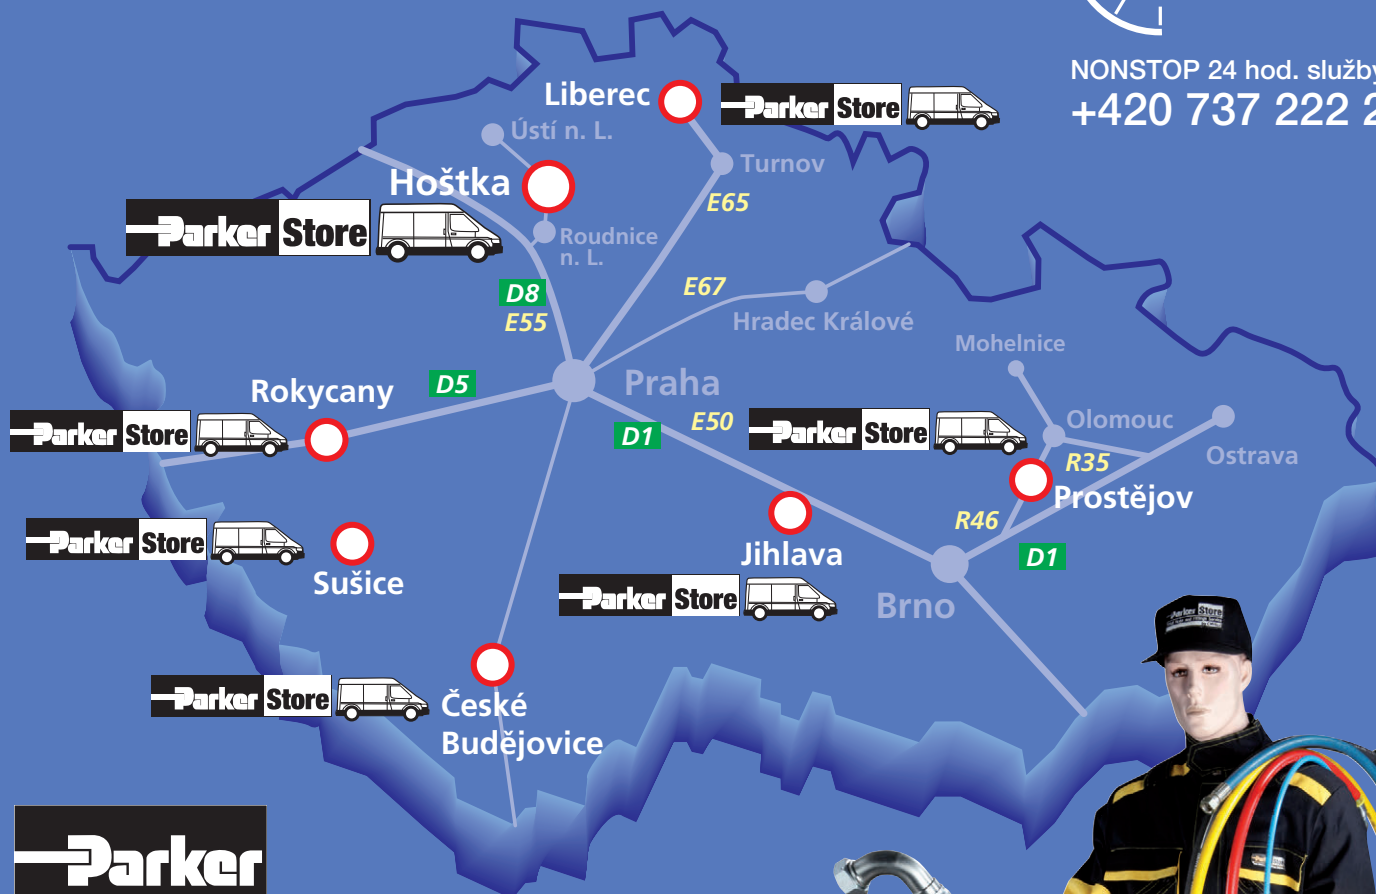 NONSTOP 24 hod. služby
+420 737 222 2
Liberec
Parker Store
Ústí n. L.
Turnov
Hoštka
E65
Parker Store
Roudnice
n. L.
D8
E55
E67
Hradec Králové
Mohelnice
Praha
Rokycany
D5
D1
E50
Parker Store
Olomouc
Parker Store
R35
Ostrava
Prostějov
R46
D1
Parker Store
Sušice
Jihlava
Parker Store
Brno
Parker Store
České
Budějovice
Parker Store
Parker